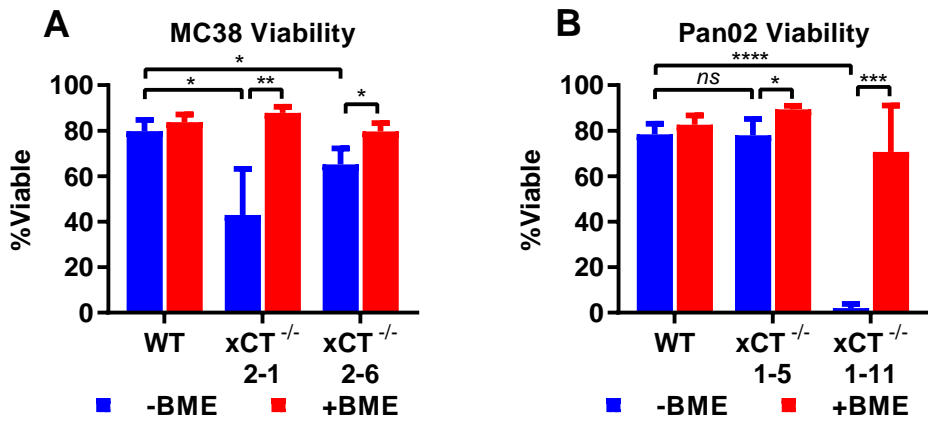 A
MC38 Viability
%Viable
100
80
60
40
20
0
*
*
**
*
WT
xCT -/-
2-1
xCT -/-
2-6
-BME
+BME
B
Pan02 Viability
%Viable
100
80
60
40
20
0
****
ns
*
***
WT
xCT -/-
1-5
xCT -/-
1-11
-BME
+BME